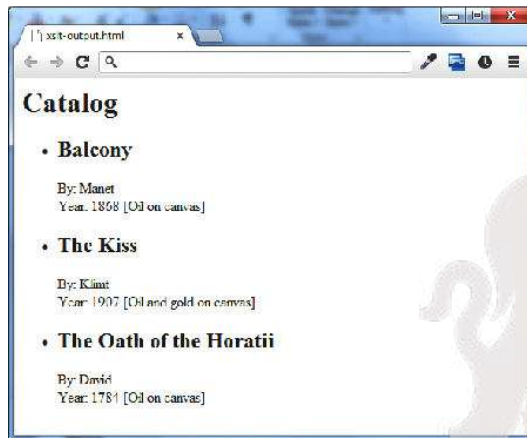 xslt-output.html
Catalog
• Balcony
By: Manet
Year: 1868 [Oil on canvas]
• The Kiss
By: Klimt
Year: 1907 [Oil and gold on canvas]
• The Oath of the Horatii
By: David
Year: 1784 [Oil on canvas]